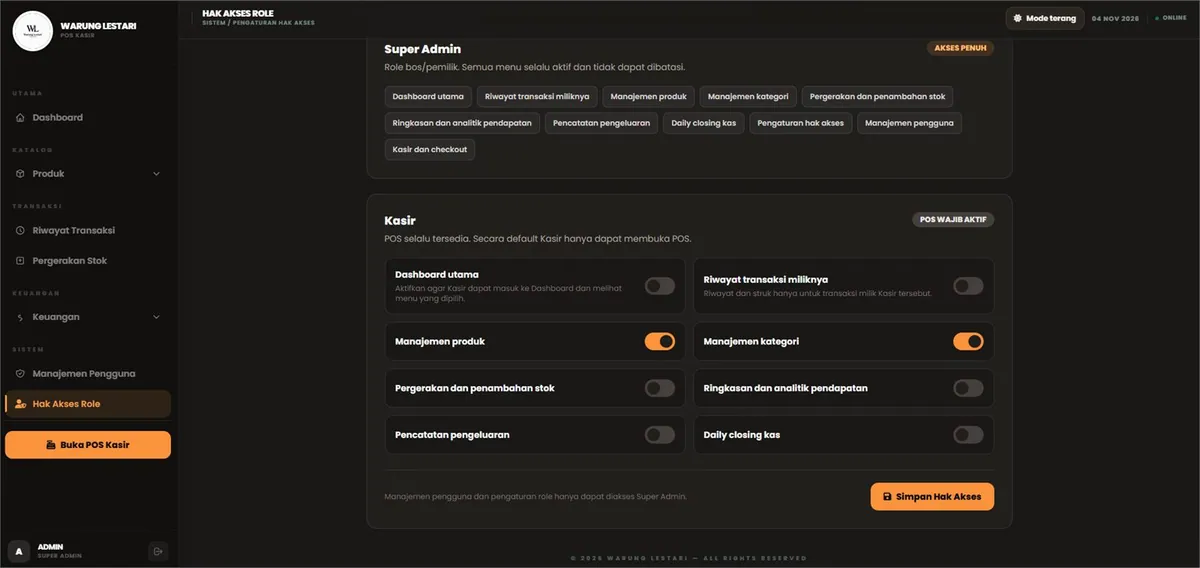 WL
WARUNG LESTARI
POS KASIR
UTAMA
Dashboard
KATALOG
Produk
TRANSAKSI
Riwayat Transaksi
Pergerakan Stok
KEUANGAN
Keuangan
SISTEM
Manajemen Pengguna
Hak Akses Role
Buka POS Kasir
A
ADMIN
SUPER ADMIN
HAK AKSES ROLE
SISTEM / PENGATURAN HAK AKSES
Mode terang
04 NOV 2026
ONLINE
Super Admin
AKSES PENUH
Role bos/pemilik. Semua menu selalu aktif dan tidak dapat dibatasi.
Dashboard utama
Riwayat transaksi miliknya
Manajemen produk
Manajemen kategori
Pergerakan dan penambahan stok
Ringkasan dan analitik pendapatan
Pencatatan pengeluaran
Daily closing kas
Pengaturan hak akses
Manajemen pengguna
Kasir dan checkout
Kasir
POS WAJIB AKTIF
POS selalu tersedia. Secara default Kasir hanya dapat membuka POS.
Dashboard utama
Aktifkan agar Kasir dapat masuk ke Dashboard dan melihat
menu yang dipilih.
Riwayat transaksi miliknya
Riwayat dan struk hanya untuk transaksi milik Kasir tersebut.
Manajemen produk
Manajemen kategori
Pergerakan dan penambahan stok
Ringkasan dan analitik pendapatan
Pencatatan pengeluaran
Daily closing kas
Manajemen pengguna dan pengaturan role hanya dapat diakses Super Admin.
Simpan Hak Akses
© 2026 WARUNG LESTARI — ALL RIGHTS RESERVED